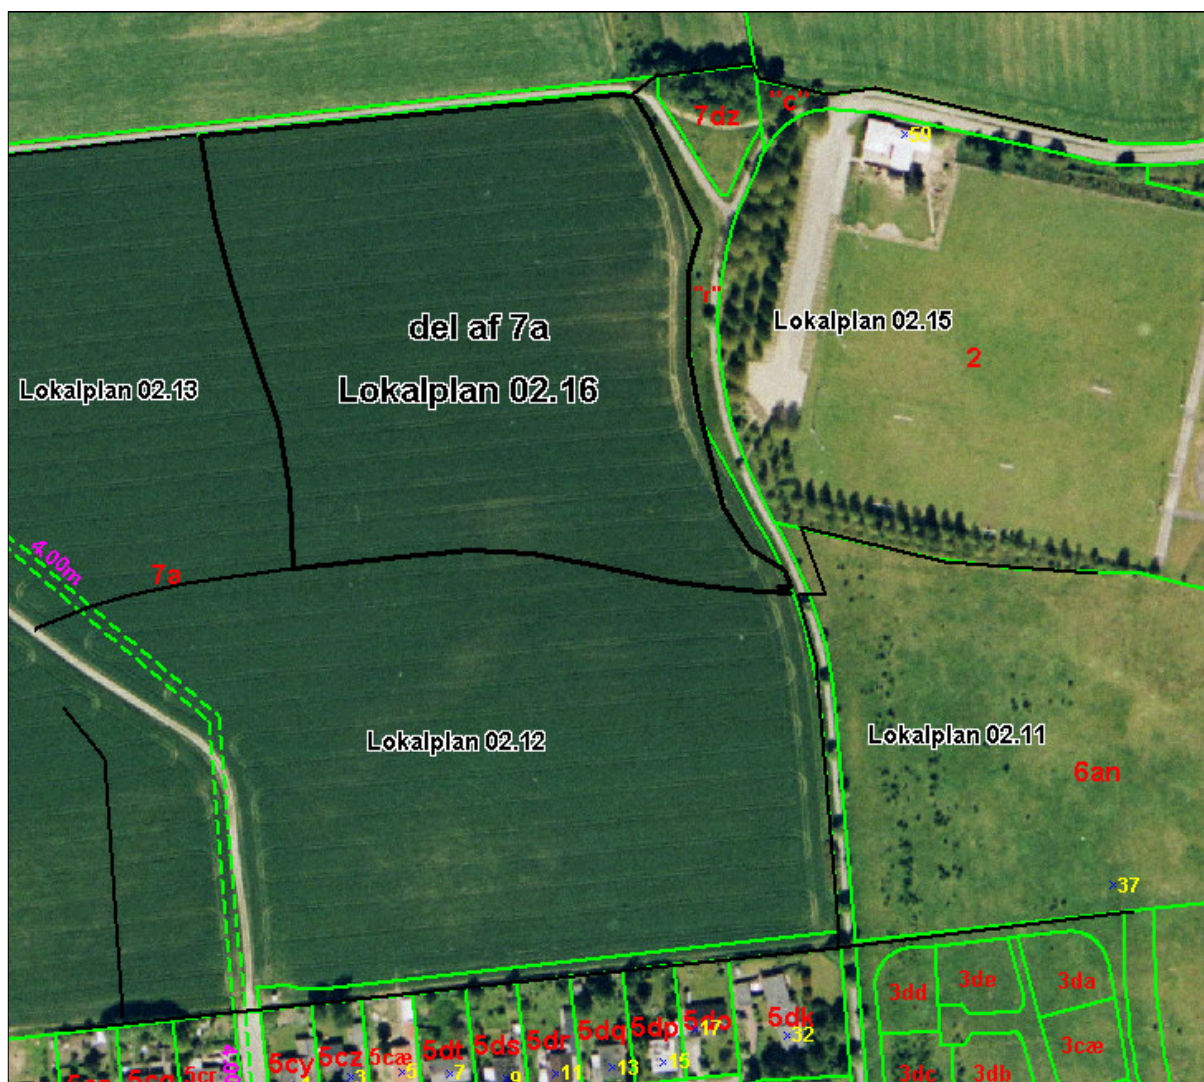 "c"
7dz
59
"r"
del af 7a
Lokalplan 02.15
2
Lokalplan 02.13
Lokalplan 02.16
4.00m
7a
Lokalplan 02.12
Lokalplan 02.11
6an
37
3dd
3de
3da
5dk
5do
17
5dp
32
5dq
5dr
5ds
5dt
5cæ
5cz
5cy
5cr
3cæ
15
13
11
9
7
5
3
3dc
3db